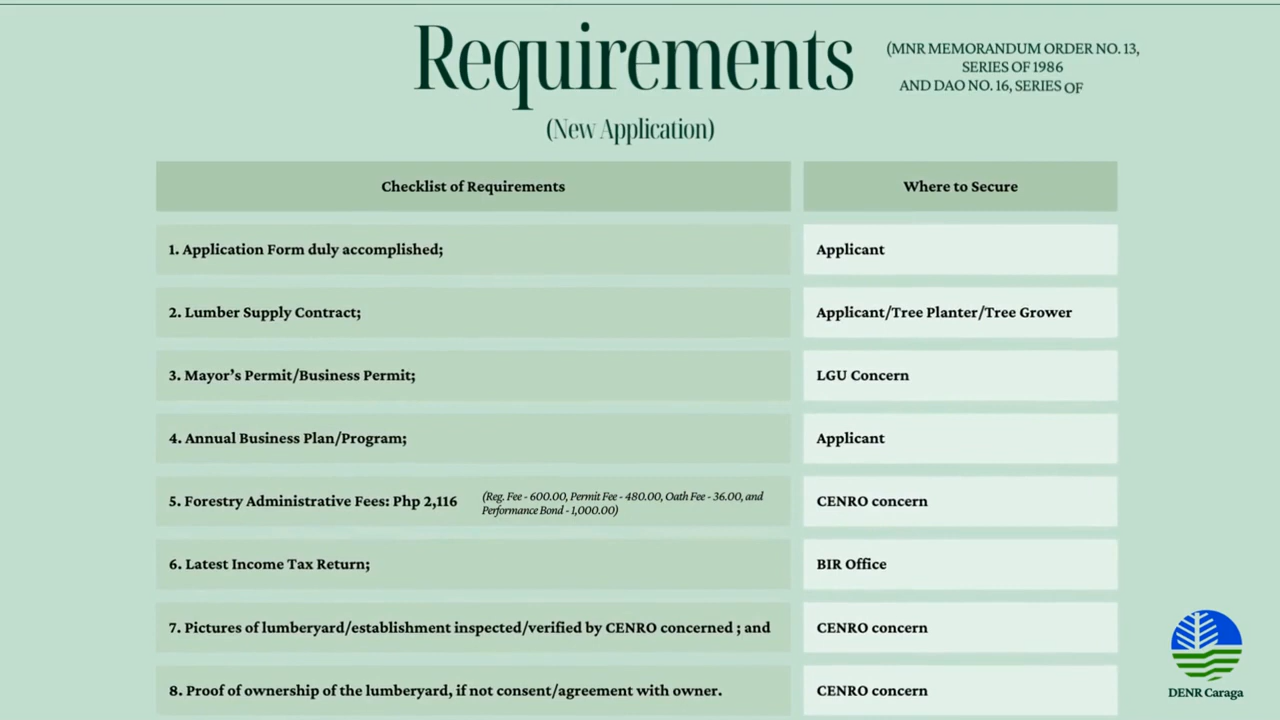 Requirements
(MNR MEMORANDUM ORDER NO. 13,
SERIES OF 1986
AND DAO NO. 16, SERIES OF
(New Application)
Checklist of Requirements
Where to Secure
1. Application Form duly accomplished;
Applicant
2. Lumber Supply Contract;
Applicant/Tree Planter/Tree Grower
3. Mayor's Permit/Business Permit;
LGU Concern
4. Annual Business Plan/Program;
Applicant
5. Forestry Administrative Fees: Php 2,116
(Reg. Fee - 600.00, Permit Fee - 480.00, Oath Fee - 36.00, and
Performance Bond - 1,000.00)
CENRO concern
6. Latest Income Tax Return;
BIR Office
7. Pictures of lumberyard/establishment inspected/verified by CENRO concerned ; and
CENRO concern
8. Proof of ownership of the lumberyard, if not consent/agreement with owner.
CENRO concern
DENR Caraga